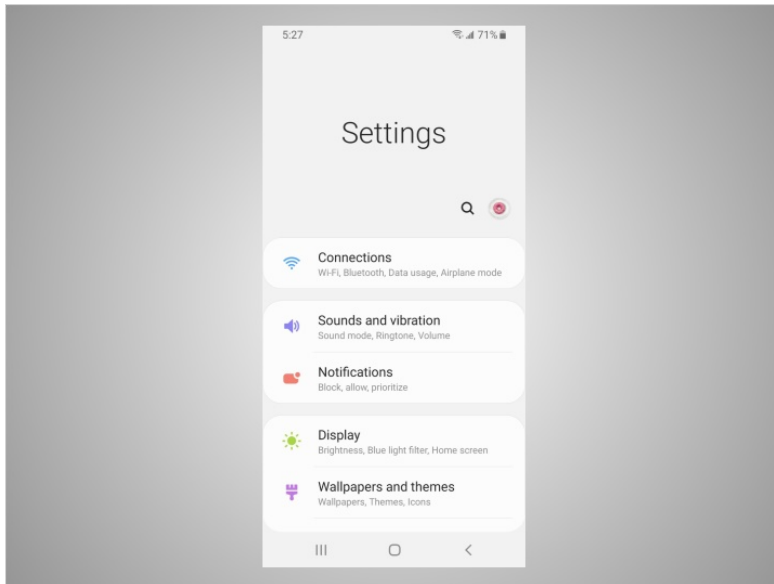 5:27 71%
Settings
Connections
Wi-Fi, Bluetooth, Data usage, Airplane mode
Sounds and vibration
Sound mode, Ringtone, Volume
Notifications
Block, allow, prioritize
Display
Brightness, Blue light filter, Home screen
Wallpapers and themes
Wallpapers, Themes, Icons